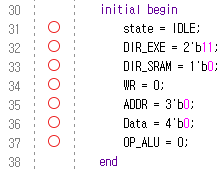 30 initial begin
31 state = IDLE;
32 DIR_EXE = 2'b11;
33 DIR_SRAM = 1'b0;
34 WR = 0;
35 ADDR = 3'b0;
36 Data = 4'b0;
37 OP_ALU = 0;
38 end